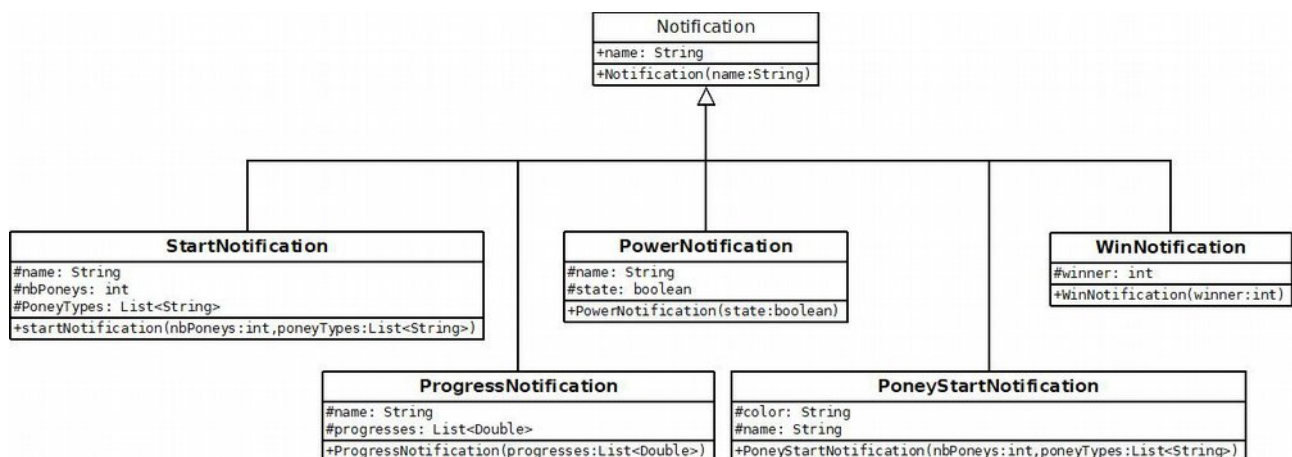 Notification
+name: String
+Notification(name:String)
StartNotification
#name: String
#nbPoneys: int
#PoneyTypes: List<String>
+startNotification(nbPoneys:int,poneyTypes:List<String>)
PowerNotification
#name: String
#state: boolean
+PowerNotification(state:boolean)
WinNotification
#winner: int
+WinNotification(winner:int)
ProgressNotification
#name: String
#progresses: List<Double>
+ProgressNotification(progresses:List<Double>)
PoneyStartNotification
#color: String
#name: String
+PoneyStartNotification(nbPoneys:int,poneyTypes:List<String>)